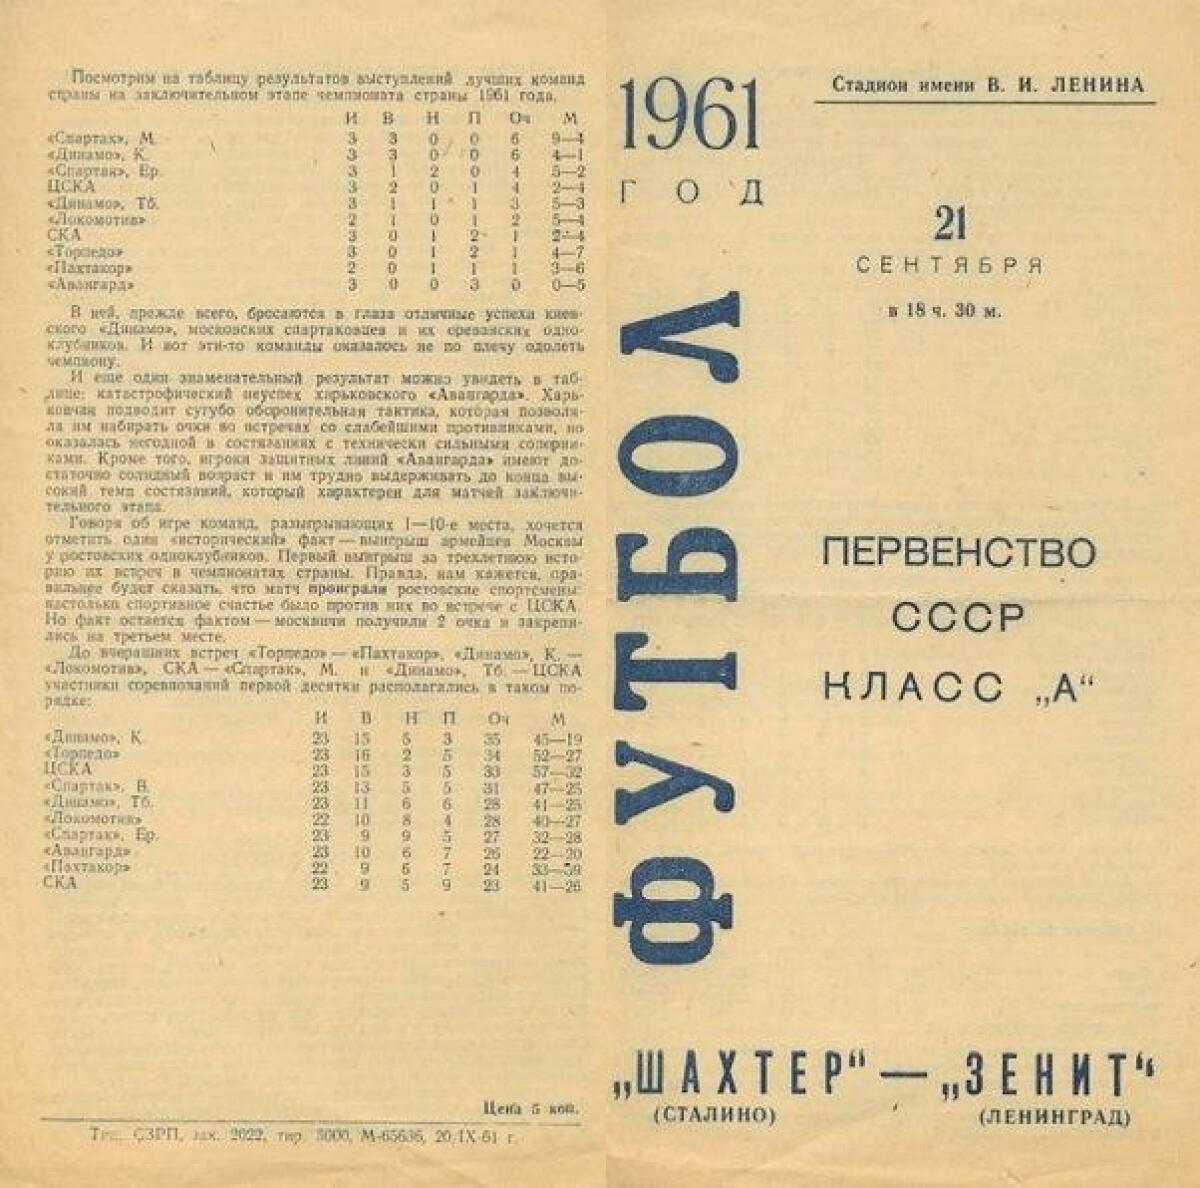 Посмотрим на таблицу результатов выступлений лучших команд
страны на заключительном этапе чемпионата страны 1961 года.
И В Н П Оч М
«Спартак», М. 3 3 0 0 6 9—4
«Динамо», К. 3 3 0 0 6 4—1
«Спартак», Ер. 3 1 2 0 4 5—2
ЦСКА 3 2 0 1 4 2—4
«Динамо», Тб. 3 1 1 1 3 5—3
«Локомотив» 2 1 0 1 2 5—4
СКА 3 0 1 2 1 2—4
«Торпедо» 3 0 1 2 1 4—7
«Пахтакор» 2 0 1 1 1 3—6
«Авангард» 3 0 0 3 0 0—5
В ней, прежде всего, бросаются в глаза отличные успехи киев-
ского «Динамо», московских спартаковцев и их ереванских одно-
клубников. И вот эти-то команды оказалось не по плечу одолеть
чемпиону.
И еще один знаменательный результат можно увидеть в таб-
лице: катастрофический неуспех харьковского «Авангарда». Харь-
ковчан подводит сугубо оборонительная тактика, которая позволя-
ла им набирать очки во встречах со слабейшими противниками, но
оказалась негодной в состязаниях с технически сильными соперни-
ками. Кроме того, игроки защитных линий «Авангарда» имеют до-
статочно солидный возраст и им трудно выдерживать до конца вы-
сокий темп состязаний, который характерен для матчей заключи-
тельного этапа.
Говоря об игре команд, разыгрывающих 1—10-е места, хочется
отметить один «исторический» факт — выигрыш армейцев Москвы
у ростовских одноклубников. Первый выигрыш за трехлетнюю исто-
рию их встреч в чемпионатах страны. Правда, нам кажется, пра-
вильнее будет сказать, что матч проиграли ростовские спортсмены:
настолько спортивное счастье было против них во встрече с ЦСКА.
Но факт остается фактом — москвичи получили 2 очка и закрепи-
лись на третьем месте.
До вчерашних встреч «Торпедо» — «Пахтакор», «Динамо», К. —
«Локомотив», СКА — «Спартак», М. и «Динамо», Тб. — ЦСКА
участники соревнований первой десятки располагались в таком по-
рядке:
И В Н П Оч М
«Динамо», К. 23 15 5 3 35 45—19
«Торпедо» 23 16 2 5 34 52—27
ЦСКА 23 15 3 5 33 57—32
«Спартак», В. 23 13 5 5 31 47—25
«Динамо», Тб. 23 11 6 6 28 41—25
«Локомотив» 22 10 8 4 28 40—27
«Спартак», Ер. 23 9 9 5 27 32—28
«Авангард» 23 10 6 7 26 22—20
«Пахтакор» 22 9 6 7 24 33—39
СКА 23 9 5 9 23 41—26
Цена 5 коп.
Тип. СЗРП, зак. 2022, тир. 3000, М-65636, 20/IX-61 г.
1961
ГОД
ФУТБОЛ
Стадион имени В. И. ЛЕНИНА
21
СЕНТЯБРЯ
в 18 ч. 30 м.
ПЕРВЕНСТВО
СССР
КЛАСС „А“
„ШАХТЕР“ — „ЗЕНИТ“
(СТАЛИНО) (ЛЕНИНГРАД)